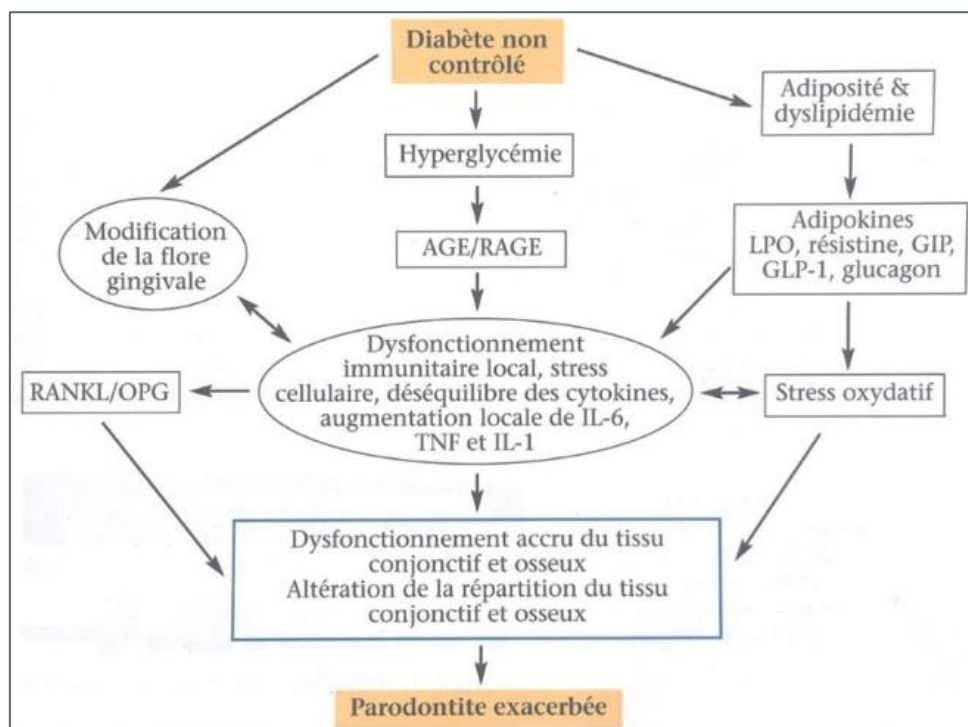 Diabète non
contrôlé
Adiposité &
dyslipidémie
Hyperglycémie
Modification
de la flore
gingivale
AGE/RAGE
Adipokines
LPO, résistine, GIP,
GLP-1, glucagon
Dysfonctionnement
immunitaire local, stress
cellulaire, déséquilibre des cytokines,
augmentation locale de IL-6,
TNF et IL-1
RANKL/OPG
Stress oxydatif
Dysfonctionnement accru du tissu
conjonctif et osseux
Altération de la répartition du tissu
conjonctif et osseux
Parodontite exacerbée